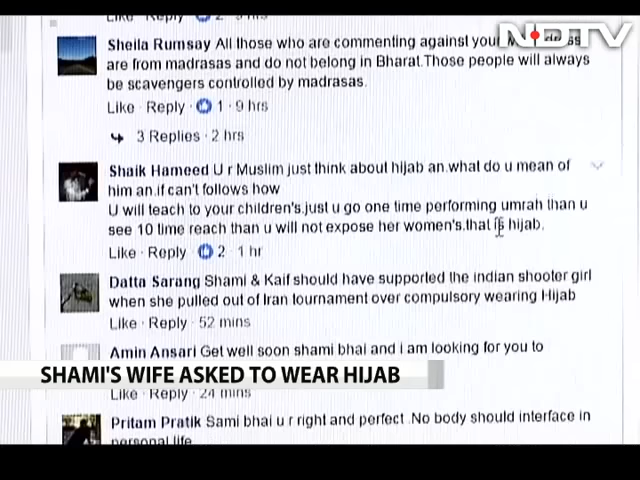 Like Reply 2 9 hrs
NDTV
Sheila Rumsay All those who are commenting against your
are from madrasas and do not belong in Bharat.Those people will always
be scavengers controlled by madrasas.
Like · Reply · 1 · 9 hrs
3 Replies · 2 hrs
Shaik Hameed U r Muslim just think about hijab an.what do u mean of
him an.if can't follows how
U will teach to your children's.just u go one time performing umrah than u
see 10 time reach than u will not expose her women's.that is hijab.
Like · Reply · 2 · 1 hr
Datta Sarang Shami & Kaif should have supported the indian shooter girl
when she pulled out of Iran tournament over compulsory wearing Hijab
Like · Reply · 52 mins
Amin Ansari Get well soon shami bhai and i am looking for you to
SHAMI'S WIFE ASKED TO WEAR HIJAB
Like · Reply · 24 mins
Pritam Pratik Sami bhai u r right and perfect .No body should interface in
personal life